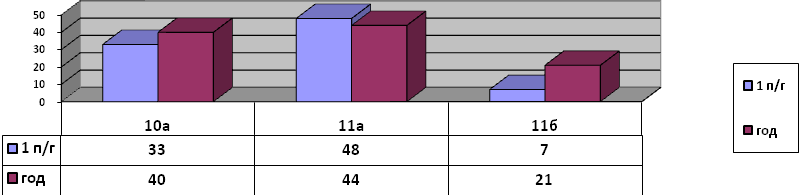 50
40
30
20
10
0
10а 11а 11б
1 п/г 33 48 7
год 40 44 21
1 п/г
год